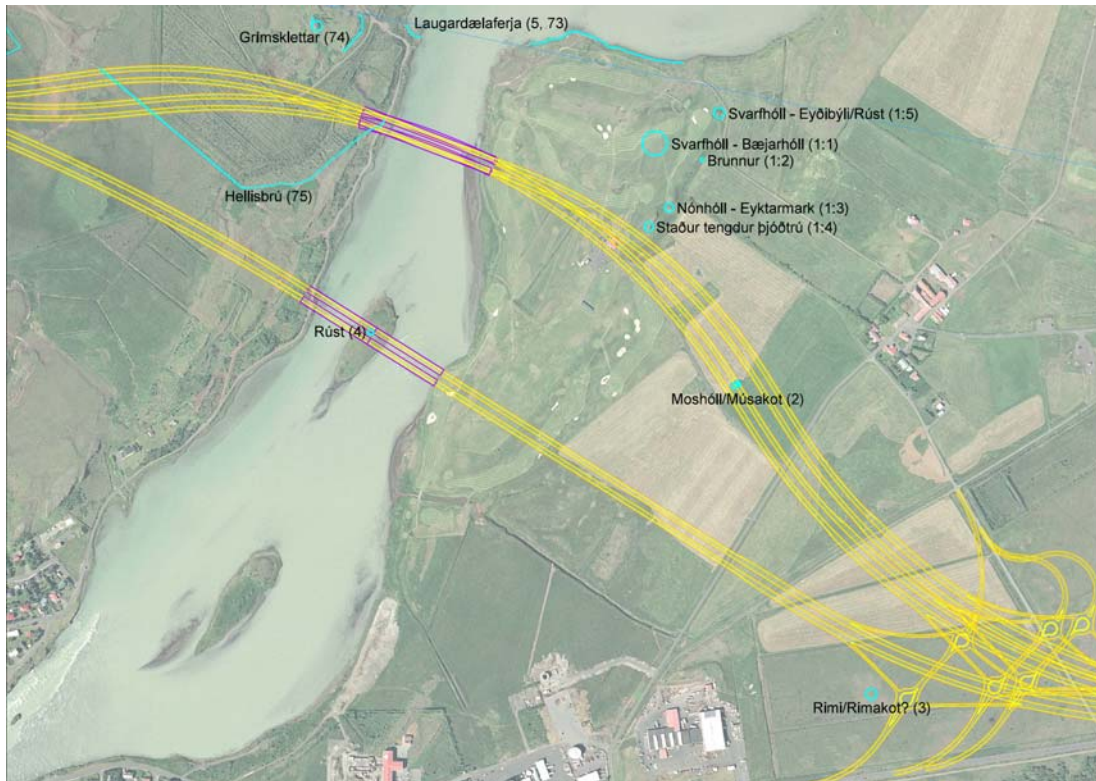 Laugardælaferja (5, 73)
Grímsklettar (74)
Svarfhóll - Eyðibýli/Rúst (1:5)
Svarfhóll - Bæjarhóll (1:1)
Brunnur (1:2)
Hellisbrú (75)
Nónhóll - Eyktarmark (1:3)
Staður tengdur þjóðtrú (1:4)
Rúst (4)
Moshóll/Músakot (2)
Rimi/Rimakot? (3)